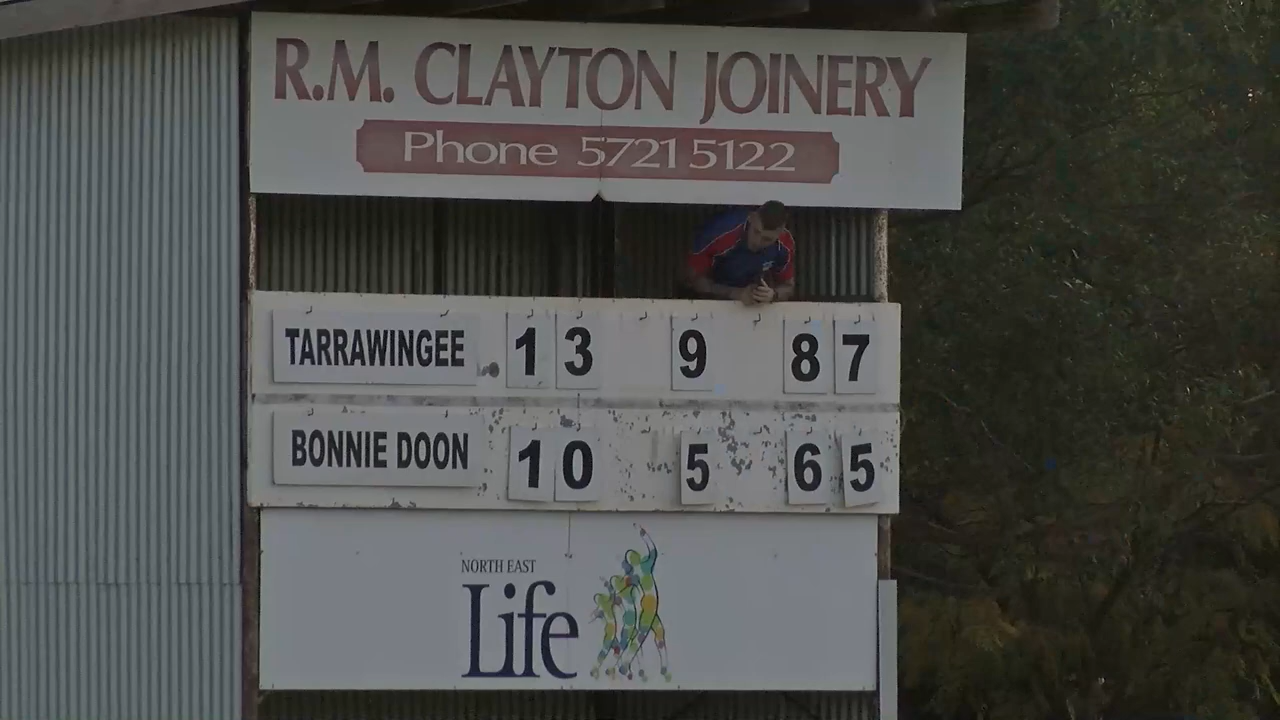 R.M. CLAYTON JOINERY
Phone 5721 5122
TARRAWINGEE 13 9 87
BONNIE DOON 10 5 65
NORTH EAST
Life